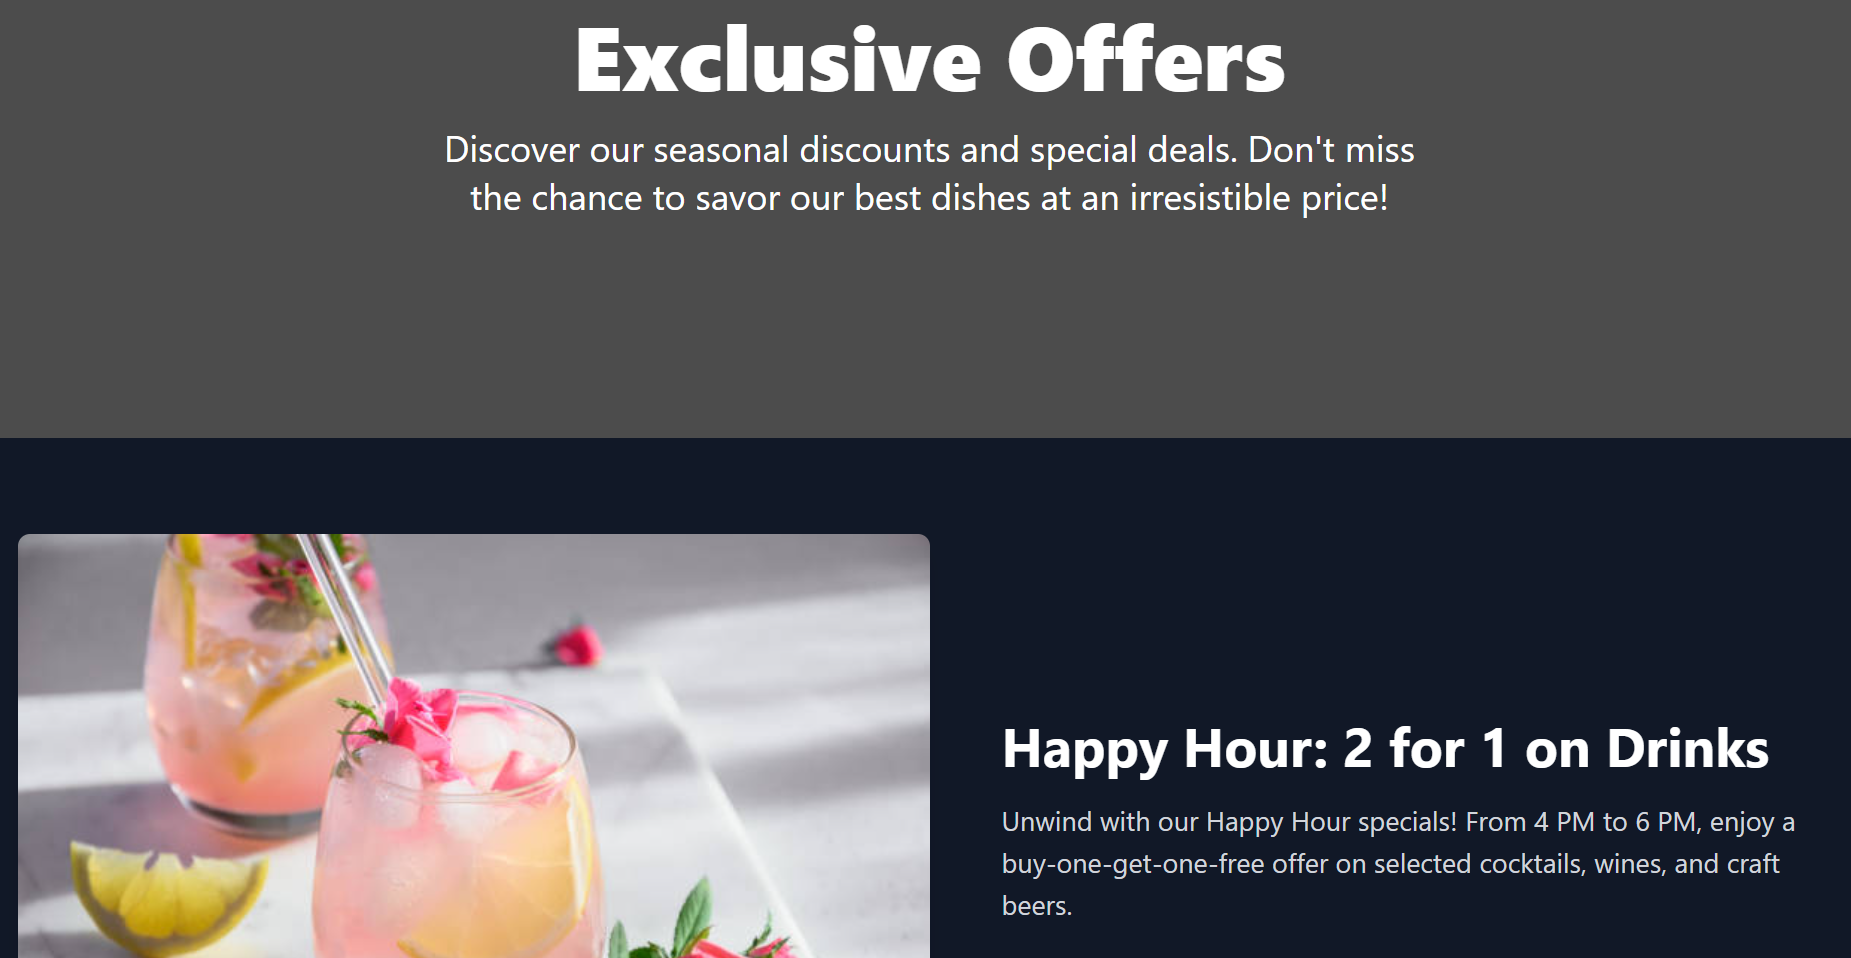 Exclusive Offers
Discover our seasonal discounts and special deals. Don't miss
the chance to savor our best dishes at an irresistible price!
Happy Hour: 2 for 1 on Drinks
Unwind with our Happy Hour specials! From 4 PM to 6 PM, enjoy a
buy-one-get-one-free offer on selected cocktails, wines, and craft
beers.